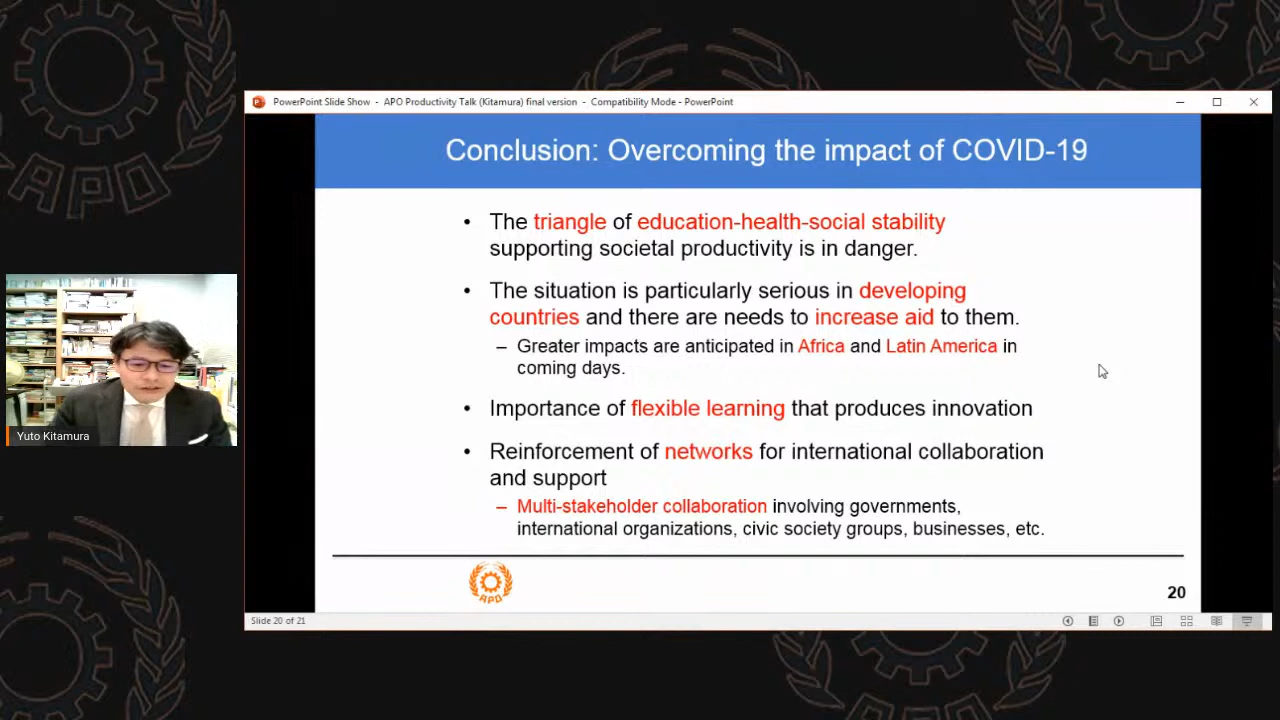 PowerPoint Slide Show - APO Productivity Talk (Kitamura) final version - Compatibility Mode - PowerPoint
Conclusion: Overcoming the impact of COVID-19
• The triangle of education-health-social stability
supporting societal productivity is in danger.
• The situation is particularly serious in developing
countries and there are needs to increase aid to them.
– Greater impacts are anticipated in Africa and Latin America in
coming days.
• Importance of flexible learning that produces innovation
• Reinforcement of networks for international collaboration
and support
– Multi-stakeholder collaboration involving governments,
international organizations, civic society groups, businesses, etc.
APO
20
Slide 20 of 21
Yuto Kitamura
APO